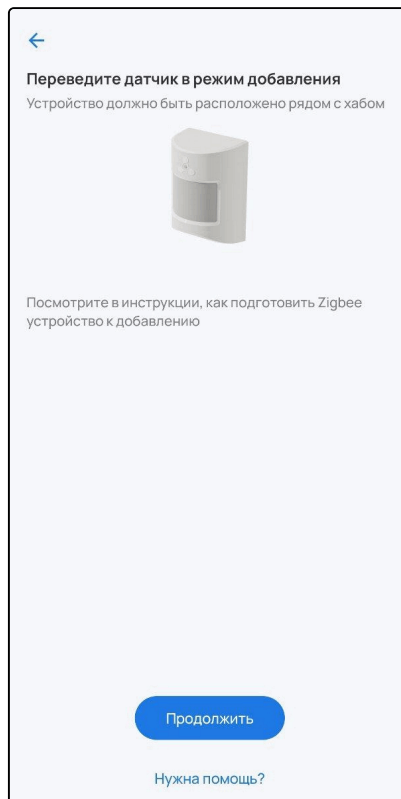 Переведите датчик в режим добавления
Устройство должно быть расположено рядом с хабом
Посмотрите в инструкции, как подготовить Zigbee
устройство к добавлению
Продолжить
Нужна помощь?